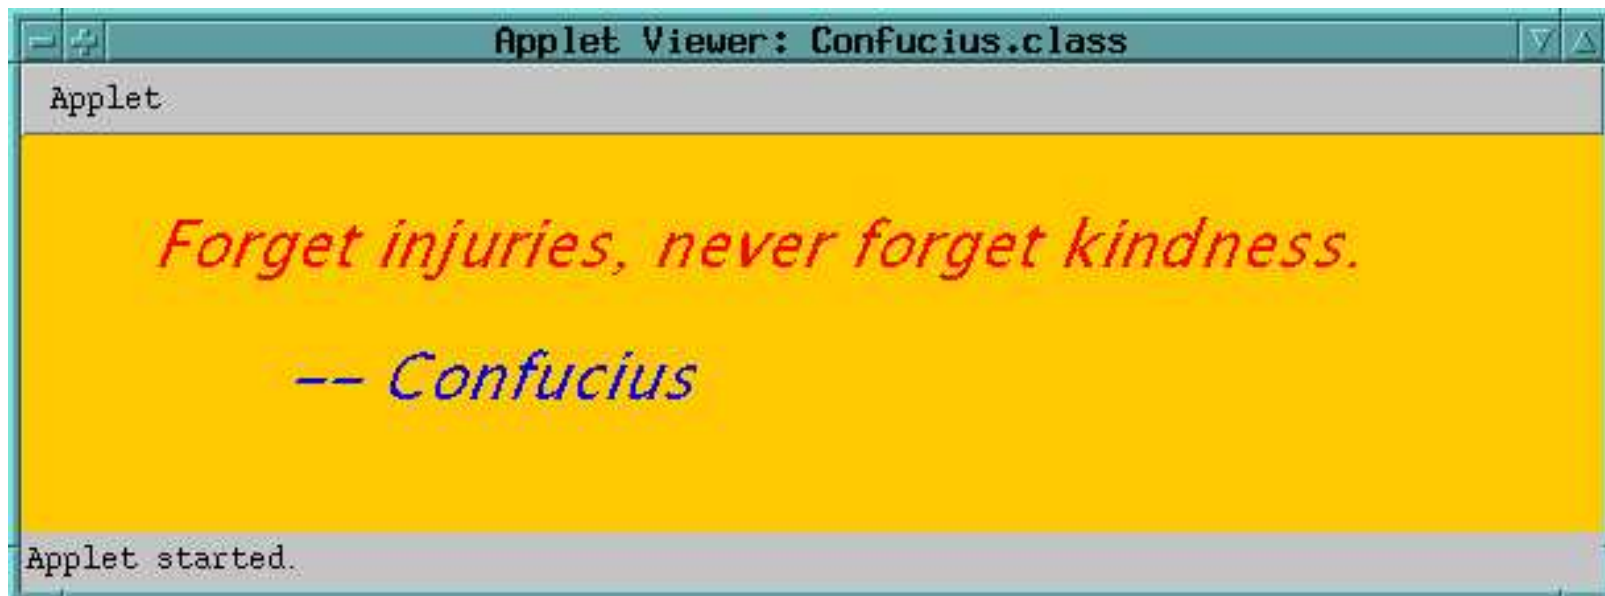 Applet Viewer: Confucius.class
Applet
Forget injuries, never forget kindness.
-- Confucius
Applet started.